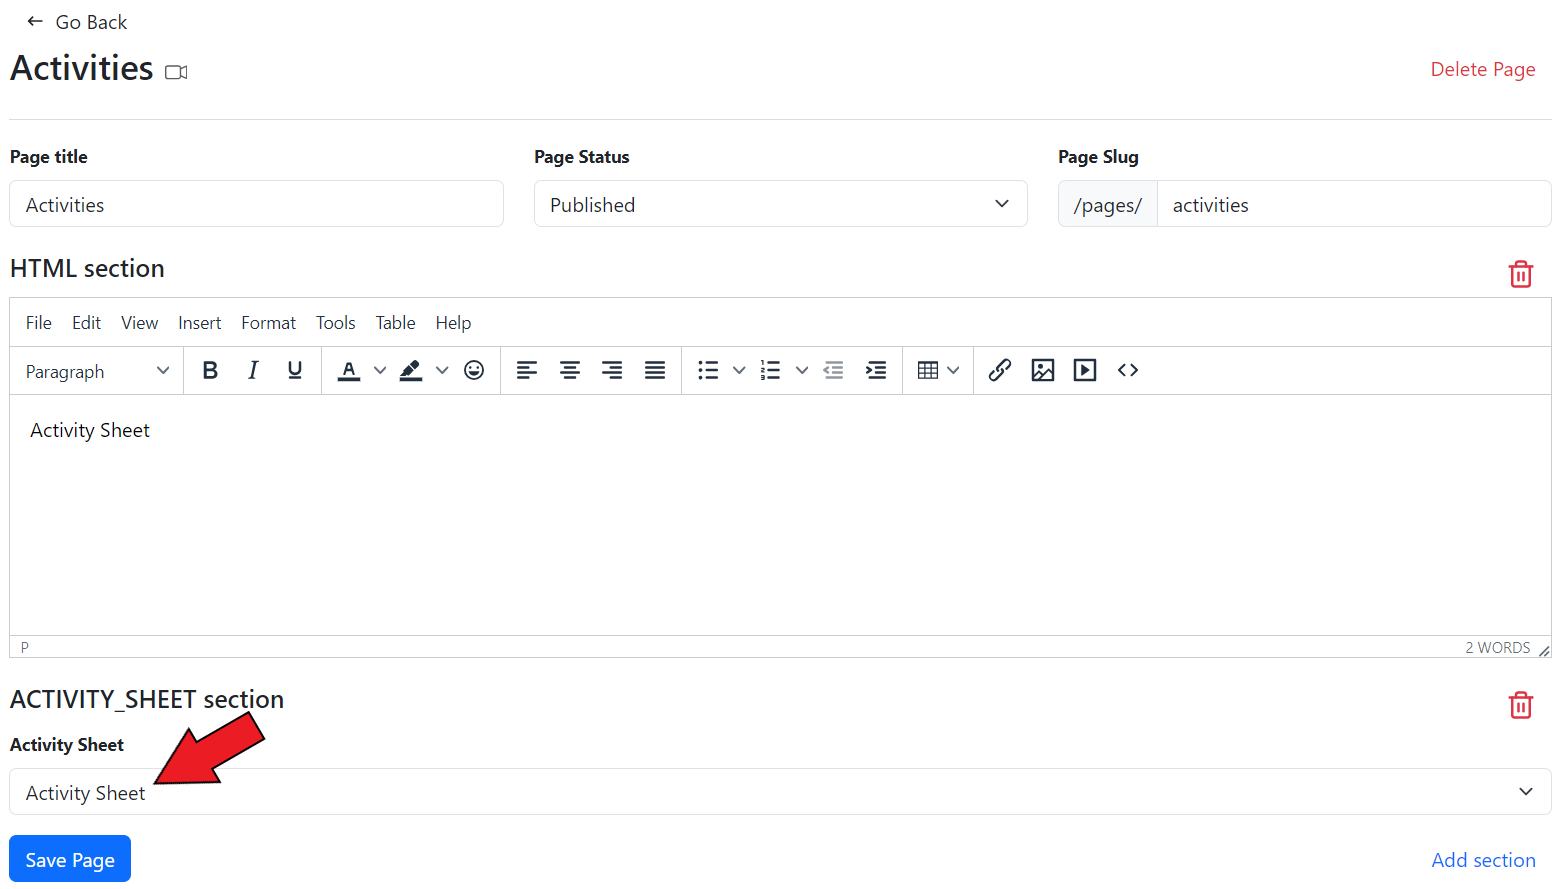 Go Back
Activities
Delete Page
Page title
Page Status
Page Slug
Activities
Published
/pages/ activities
HTML section
File Edit View Insert Format Tools Table Help
Paragraph B I U A
Activity Sheet
P
2 WORDS
ACTIVITY_SHEET section
Activity Sheet
Activity Sheet
Save Page
Add section